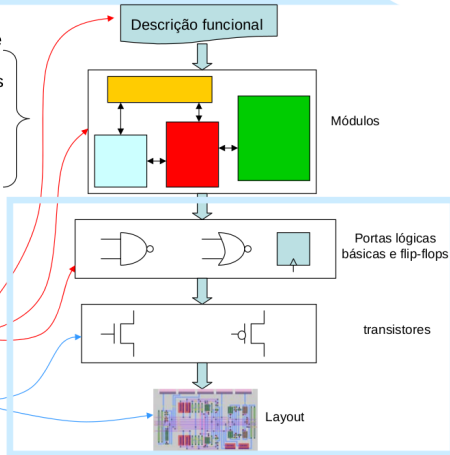 Descrição funcional
e
s
Módulos
Portas lógicas
básicas e flip-flops
transistores
Layout